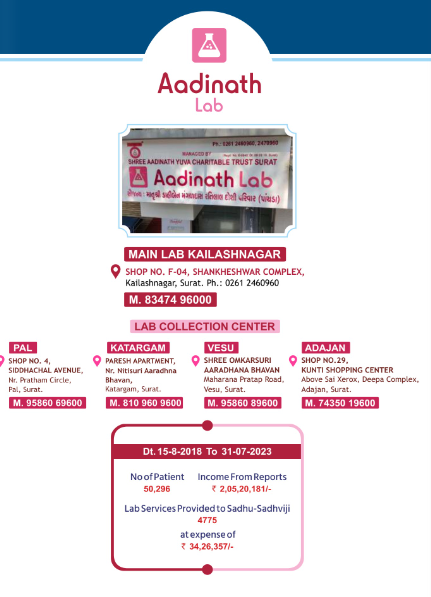 Aadinath
Lab
Ph.: 0261 2460960, 2479960
MANAGED BY
SHREE AADINATH YUVA CHARITABLE TRUST SURAT
Aadinath Lab
MAIN LAB KAILASHNAGAR
SHOP NO. F-04, SHANKHESHWAR COMPLEX,
Kailashnagar, Surat. Ph.: 0261 2460960
M. 83474 96000
LAB COLLECTION CENTER
PAL
SHOP NO. 4,
SIDDHACHAL AVENUE,
Nr. Pratham Circle,
Pal, Surat.
M. 95860 69600
KATARGAM
PARESH APARTMENT,
Nr. Nitisuri Aaradhna
Bhavan,
Katargam, Surat.
M. 810 960 9600
VESU
SHREE OMKARSURI
AARADHANA BHAVAN
Maharana Pratap Road,
Vesu, Surat.
M. 95860 89600
ADAJAN
SHOP NO.29,
KUNTI SHOPPING CENTER
Above Sai Xerox, Deepa Complex,
Adajan, Surat.
M. 74350 19600
Dt. 15-8-2018 To 31-07-2023
No of Patient
50,296
Income From Reports
₹ 2,05,20,181/-
Lab Services Provided to Sadhu-Sadhviji
4775
at expense of
₹ 34,26,357/-